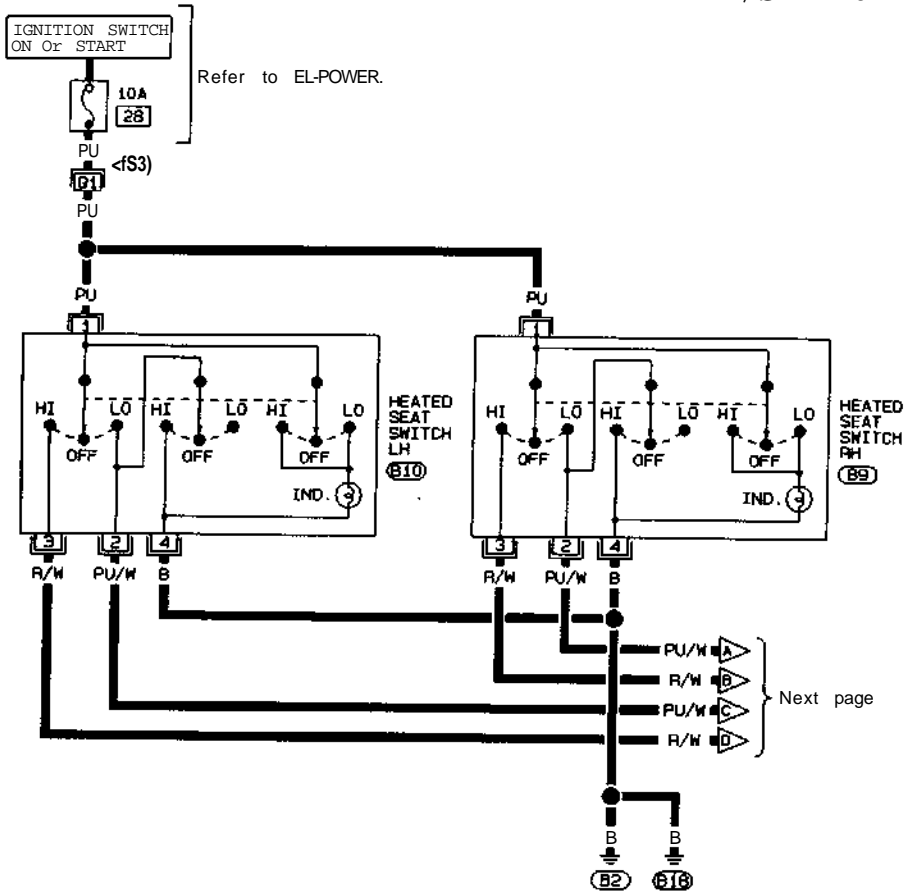 IGNITION SWITCH
ON Or START
Refer to EL-POWER.
10A
28
PU
<fS3)
PU
PU
PU
1
1
HI
LO
HI
LO
HI
LO
OFF
OFF
OFF
IND.
HEATED
SEAT
SWITCH
LH
B10
HI
LO
HI
LO
HI
LO
OFF
OFF
OFF
IND.
HEATED
SEAT
SWITCH
RH
B9
3
2
4
R/W
PU/W
B
3
2
4
R/W
PU/W
B
PU/W A
R/W B
PU/W C
R/W D
Next page
B
B
B2
B18